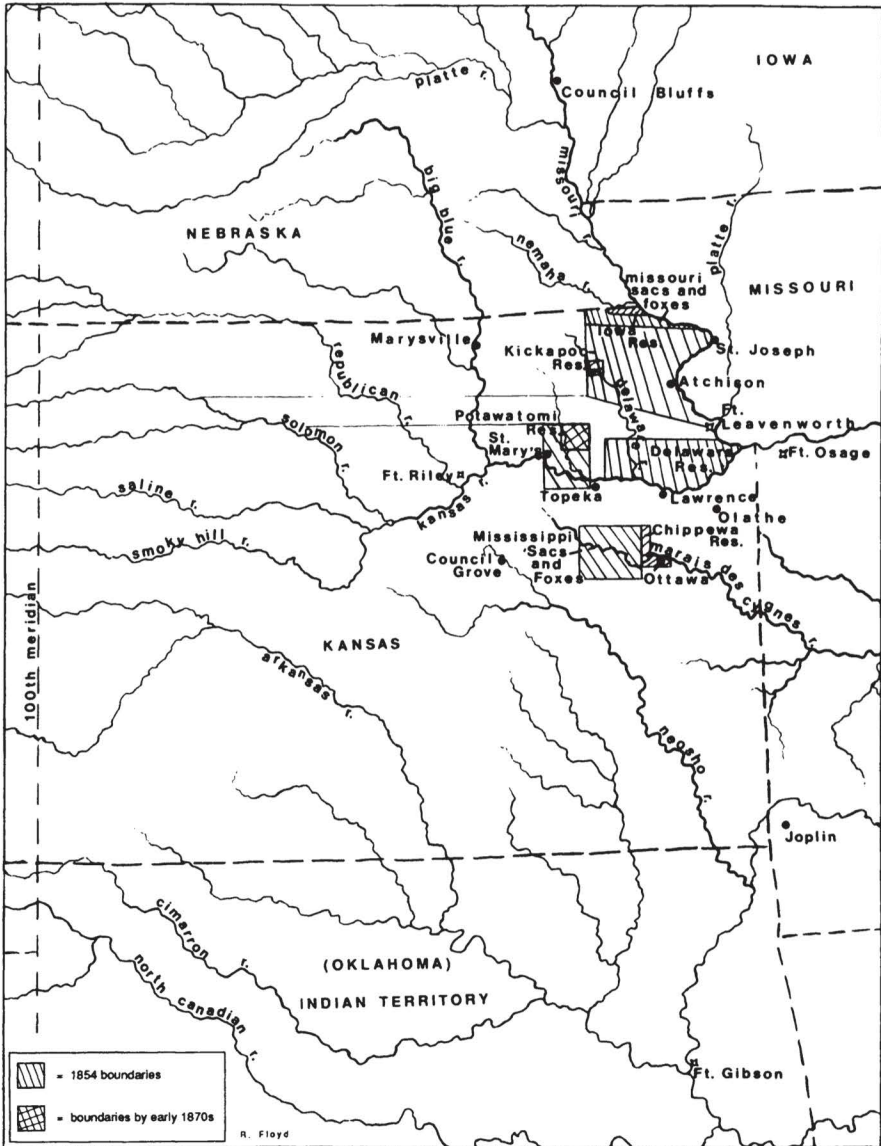 IOWA
platte r.
Council Bluffs
missouri r.
big blue r.
platte r.
NEBRASKA
nemaha r.
missouri
sacs and
foxes
MISSOURI
Iowa
Res.
Marysville
St. Joseph
Kickapoo
Res.
republican r.
Atchison
delaware r.
Ft.
Leavenworth
Potawatomi
Res.
solomon r.
St.
Mary's
Delaware
Res.
Ft. Osage
Ft. Riley
saline r.
kansas r.
Topeka
Lawrence
Olathe
smoky hill r.
Mississippi
Sacs
and
Foxes
Chippewa
Res.
marais des cygnes r.
Council
Grove
Ottawa
100th meridian
KANSAS
arkansas r.
neosho r.
Joplin
cimarron r.
north canadian r.
(OKLAHOMA)
INDIAN TERRITORY
Ft. Gibson
= 1854 boundaries
= boundaries by early 1870s
R. Floyd